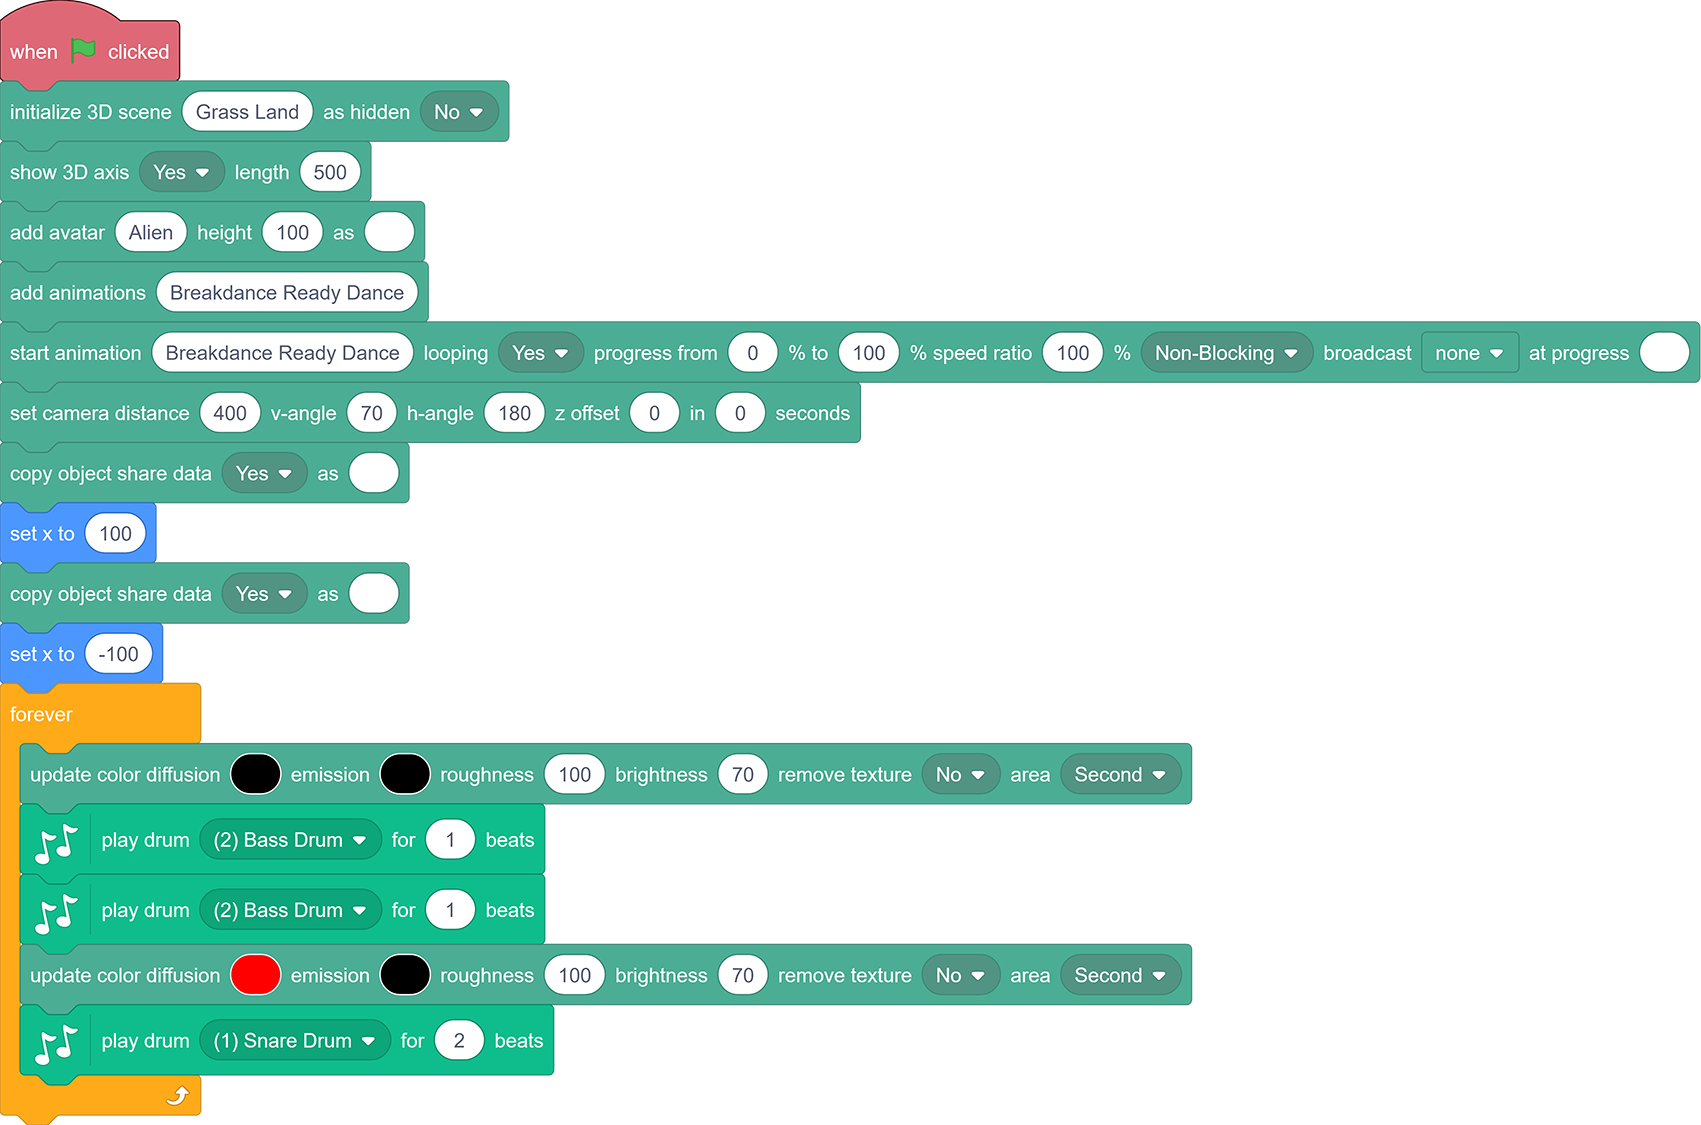 when clicked
initialize 3D scene Grass Land as hidden No
show 3D axis Yes length 500
add avatar Alien height 100 as
add animations Breakdance Ready Dance
start animation Breakdance Ready Dance looping Yes progress from 0 % to 100 % speed ratio 100 % Non-Blocking broadcast none at progress
set camera distance 400 v-angle 70 h-angle 180 z offset 0 in 0 seconds
copy object share data Yes as
set x to 100
copy object share data Yes as
set x to -100
forever
update color diffusion emission roughness 100 brightness 70 remove texture No area Second
play drum (2) Bass Drum for 1 beats
play drum (2) Bass Drum for 1 beats
update color diffusion emission roughness 100 brightness 70 remove texture No area Second
play drum (1) Snare Drum for 2 beats